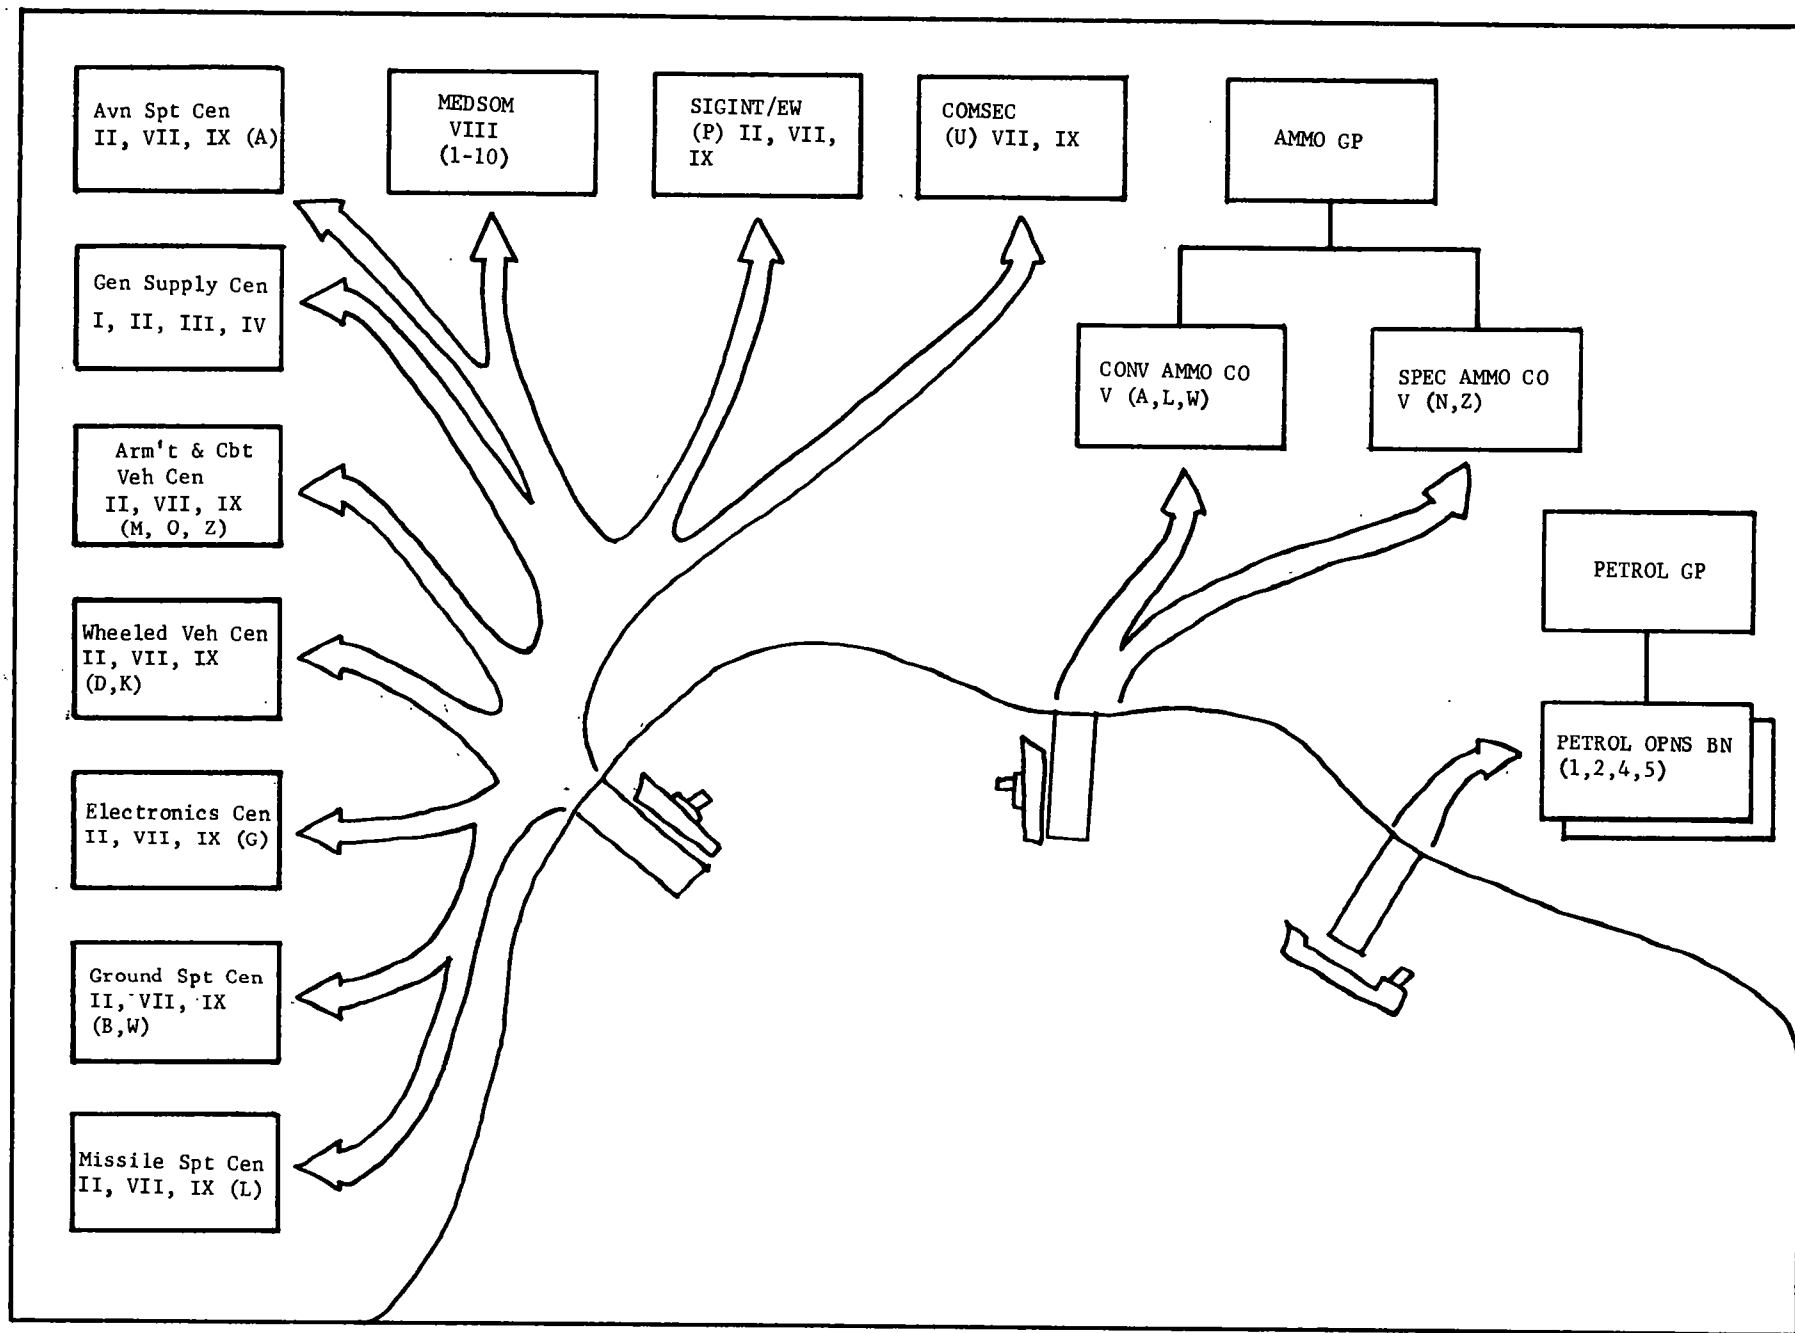 Avn Spt Cen
II, VII, IX (A)
MEDSOM
VIII
(1-10)
SIGINT/EW
(P) II, VII,
IX
COMSEC
(U) VII, IX
AMMO GP
Gen Supply Cen
I, II, III, IV
CONV AMMO CO
V (A,L,W)
SPEC AMMO CO
V (N,Z)
Arm't & Cbt
Veh Cen
II, VII, IX
(M, O, Z)
PETROL GP
Wheeled Veh Cen
II, VII, IX
(D,K)
PETROL OPNS BN
(1,2,4,5)
Electronics Cen
II, VII, IX (G)
Ground Spt Cen
II, VII, IX
(B,W)
Missile Spt Cen
II, VII, IX (L)